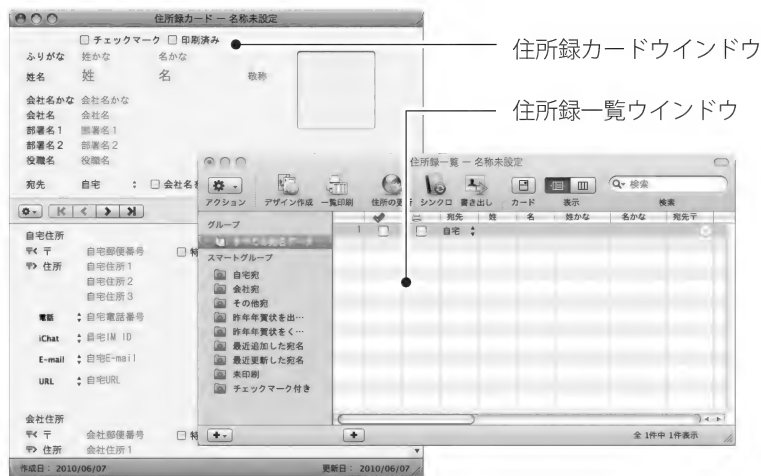 住所録カード ー 名称未設定
チェックマーク 印刷済み
ふりがな 姓かな 名かな
姓名 姓 名 敬称
会社名かな 会社名かな
会社名 会社名
部署名1 部署名1
部署名2 部署名2
役職名 役職名
宛先 自宅 会社名
自宅住所
〒 自宅郵便番号
住所 自宅住所1
自宅住所2
自宅住所3
電話 自宅電話番号
iChat 自宅IM ID
E-mail 自宅E-mail
URL 自宅URL
会社住所
〒 会社郵便番号
住所 会社住所1
作成日： 2010/06/07 更新日： 2010/06/07
住所録カードウインドウ
住所録一覧ウインドウ
住所録一覧 ー 名称未設定
検索
アクション デザイン作成 一覧印刷 住所の更新 シンクロ 書き出し カード 表示 検索
宛先 姓 名 姓かな 名かな 宛先〒
1 自宅
グループ
スマートグループ
自宅宛
会社宛
その他宛
昨年年賀状を出…
昨年年賀状をく…
最近追加した宛名
最近更新した宛名
未印刷
チェックマーク付き
全 1件中 1件表示